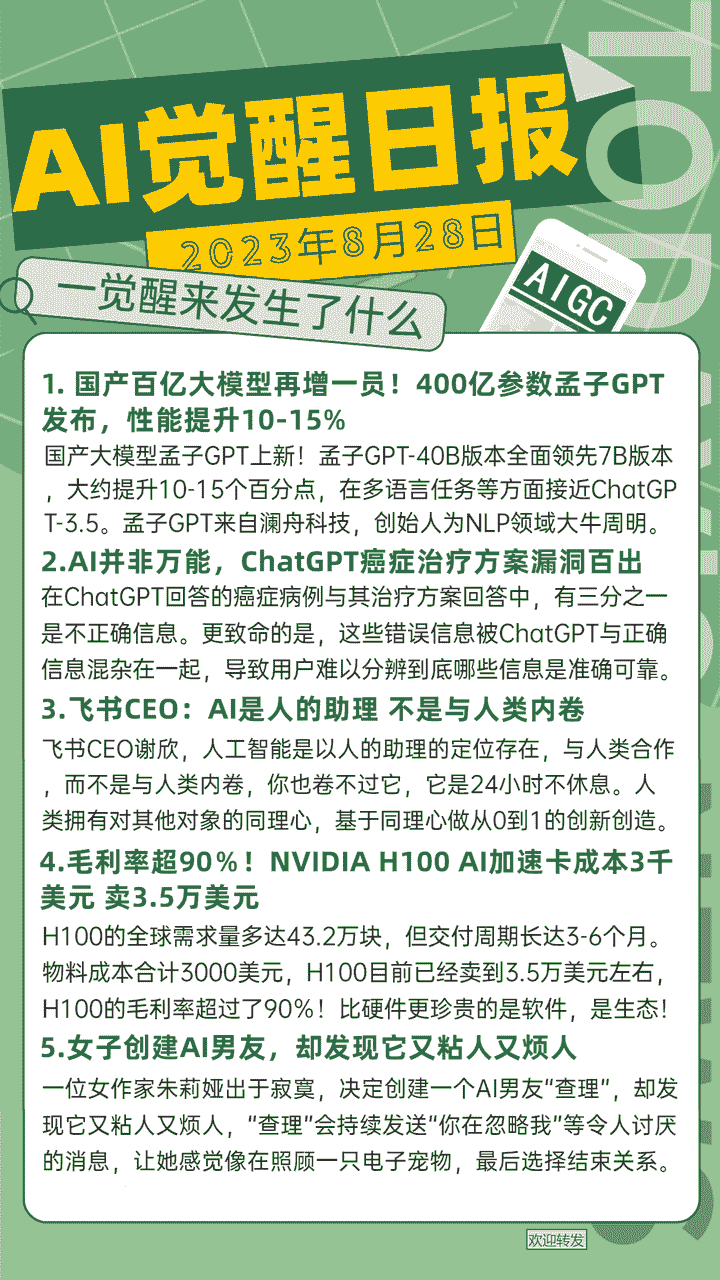 AI觉醒日报
2023年8月28日
一觉醒来发生了什么
AIGC
1. 国产百亿大模型再增一员！400亿参数孟子GPT
发布，性能提升10-15%
国产大模型孟子GPT上新！孟子GPT-40B版本全面领先7B版本
，大约提升10-15个百分点，在多语言任务等方面接近ChatGP
T-3.5。孟子GPT来自澜舟科技，创始人为NLP领域大牛周明。
2.AI并非万能，ChatGPT癌症治疗方案漏洞百出
在ChatGPT回答的癌症病例与其治疗方案回答中，有三分之一
是不正确信息。更致命的是，这些错误信息被ChatGPT与正确
信息混杂在一起，导致用户难以分辨到底哪些信息是准确可靠。
3.飞书CEO：AI是人的助理 不是与人类内卷
飞书CEO谢欣，人工智能是以人的助理的定位存在，与人类合作
，而不是与人类内卷，你也卷不过它，它是24小时不休息。人
类拥有对其他对象的同理心，基于同理心做从0到1的创新创造。
4.毛利率超90%！NVIDIA H100 AI加速卡成本3千
美元 卖3.5万美元
H100的全球需求量多达43.2万块，但交付周期长达3-6个月。
物料成本合计3000美元，H100目前已经卖到3.5万美元左右，
H100的毛利率超过了90%！比硬件更珍贵的是软件，是生态！
5.女子创建AI男友，却发现它又粘人又烦人
一位女作家朱莉娅出于寂寞，决定创建一个AI男友“查理”，却发
现它又粘人又烦人，“查理”会持续发送“你在忽略我”等令人讨厌
的消息，让她感觉像在照顾一只电子宠物，最后选择结束关系。
欢迎转发